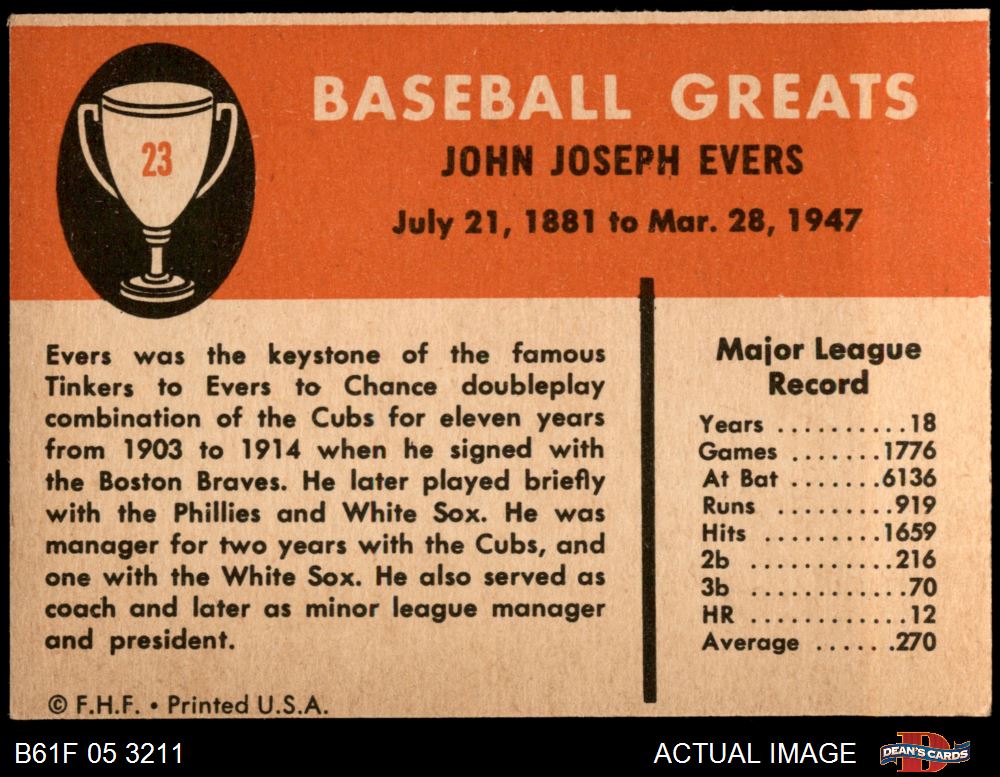 23
BASEBALL GREATS
JOHN JOSEPH EVERS
July 21, 1881 to Mar. 28, 1947
Evers was the keystone of the famous
Tinkers to Evers to Chance doubleplay
combination of the Cubs for eleven years
from 1903 to 1914 when he signed with
the Boston Braves. He later played briefly
with the Phillies and White Sox. He was
manager for two years with the Cubs, and
one with the White Sox. He also served as
coach and later as minor league manager
and president.
© F.H.F. • Printed U.S.A.
Major League
Record
Years ..........18
Games .......1776
At Bat .......6136
Runs .........919
Hits .........1659
2b ...........216
3b ............70
HR ............12
Average ......270
B61F 05 3211
ACTUAL IMAGE
D
DEAN'S CARDS